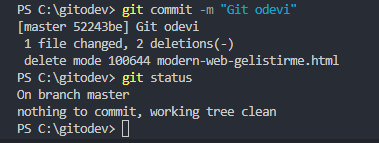 PS C:\gitodev> git commit -m "Git odevi"
[master 52243be] Git odevi
 1 file changed, 2 deletions(-)
 delete mode 100644 modern-web-gelistirme.html
PS C:\gitodev> git status
On branch master
nothing to commit, working tree clean
PS C:\gitodev>